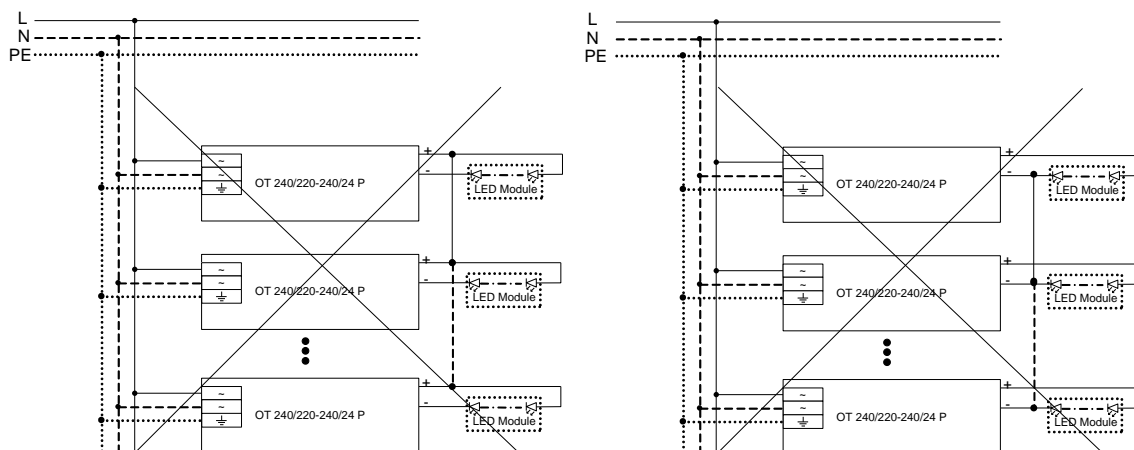 L
N
PE
~
~
OT 240/220-240/24 P
+
-
LED Module
~
~
OT 240/220-240/24 P
+
-
LED Module
~
~
OT 240/220-240/24 P
+
-
LED Module
L
N
PE
~
~
OT 240/220-240/24 P
+
-
LED Module
~
~
OT 240/220-240/24 P
+
-
LED Module
~
~
OT 240/220-240/24 P
+
-
LED Module